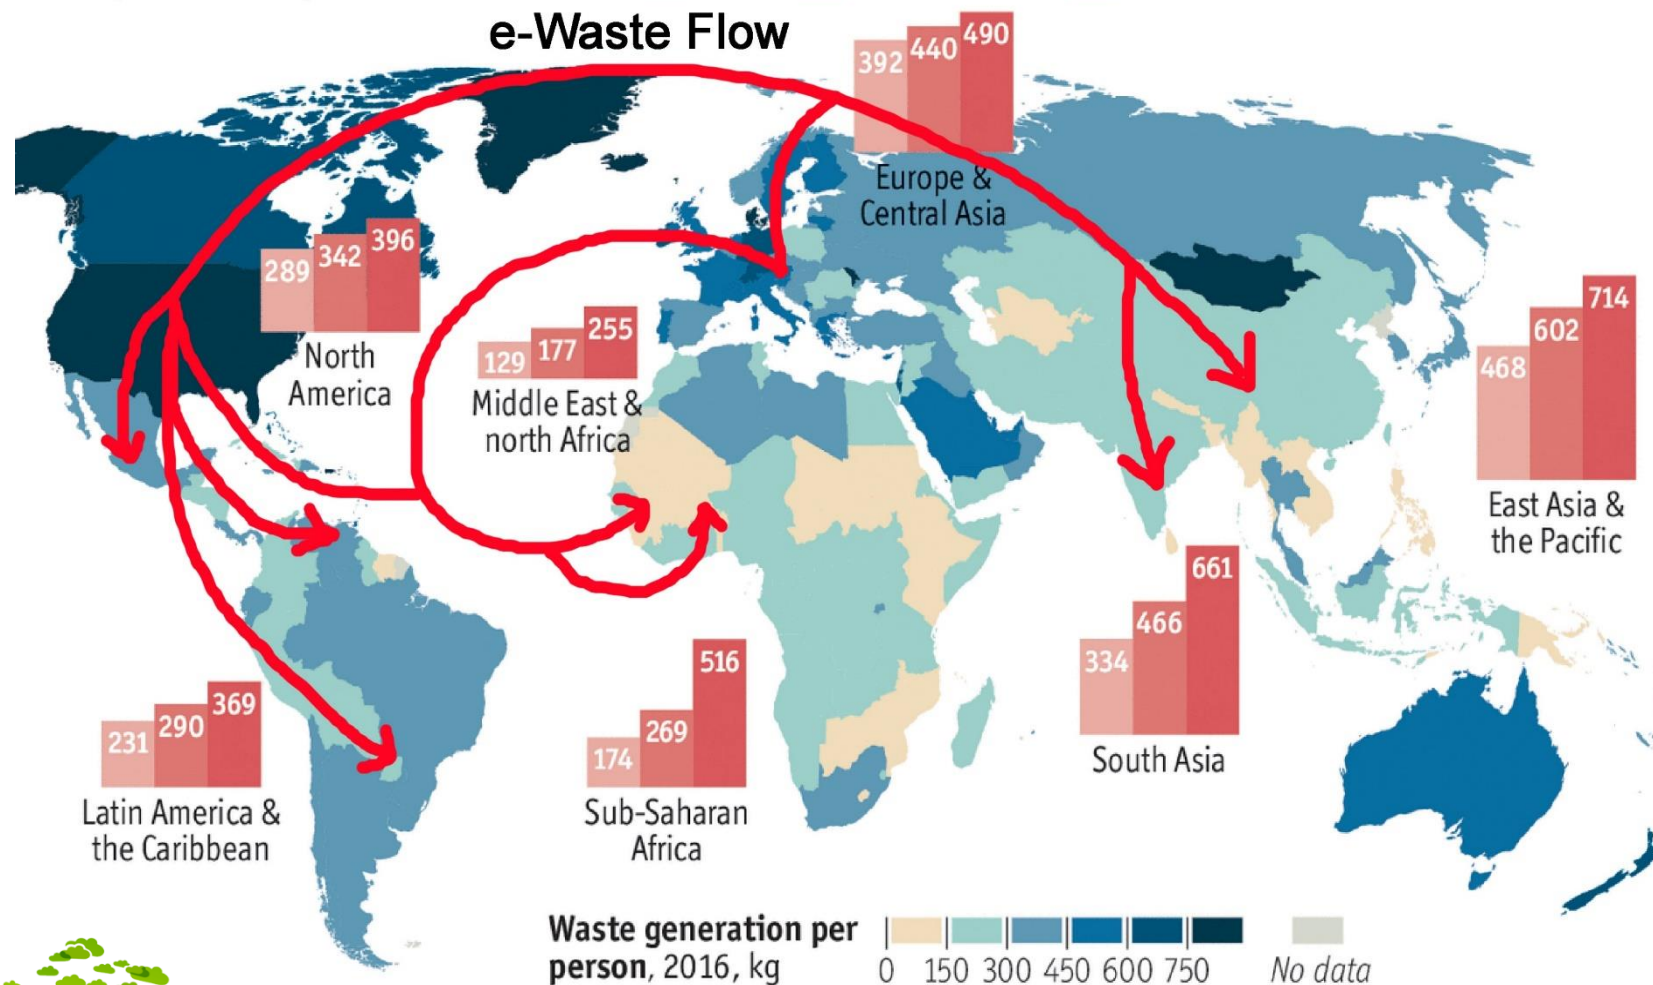 e-Waste Flow
392 440 490
Europe &
Central Asia
289 342 396
North
America
129 177 255
Middle East &
north Africa
468 602 714
East Asia &
the Pacific
334 466 661
South Asia
174 269 516
Sub-Saharan
Africa
231 290 369
Latin America &
the Caribbean
Waste generation per
person, 2016, kg
0 150 300 450 600 750
No data